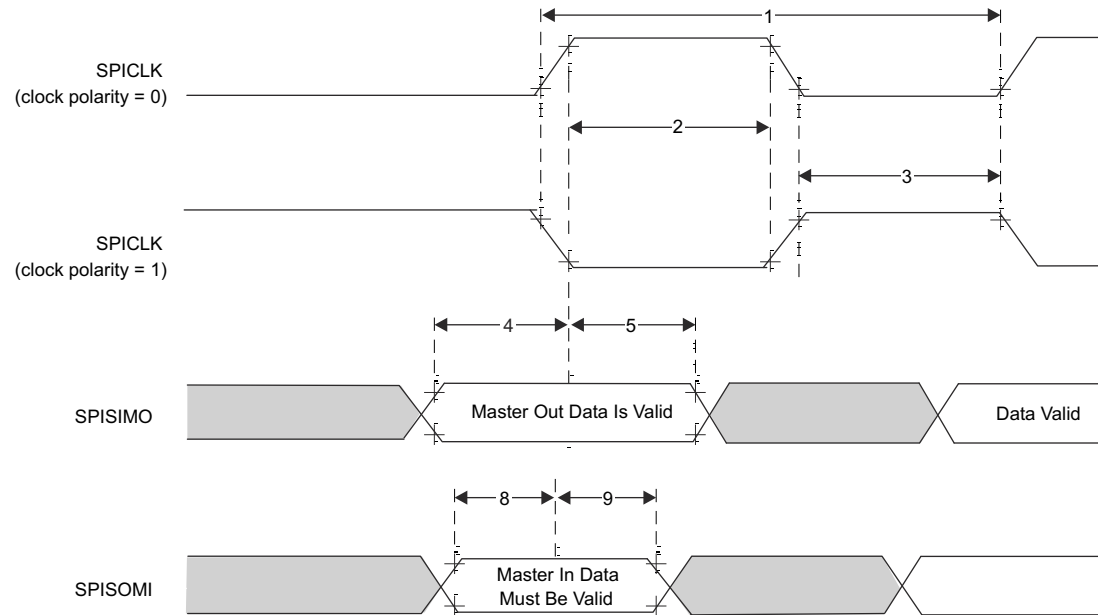 1
SPICLK
(clock polarity = 0)
2
3
SPICLK
(clock polarity = 1)
4
5
SPISIMO
Master Out Data Is Valid
Data Valid
8
9
SPISOMI
Master In Data
Must Be Valid